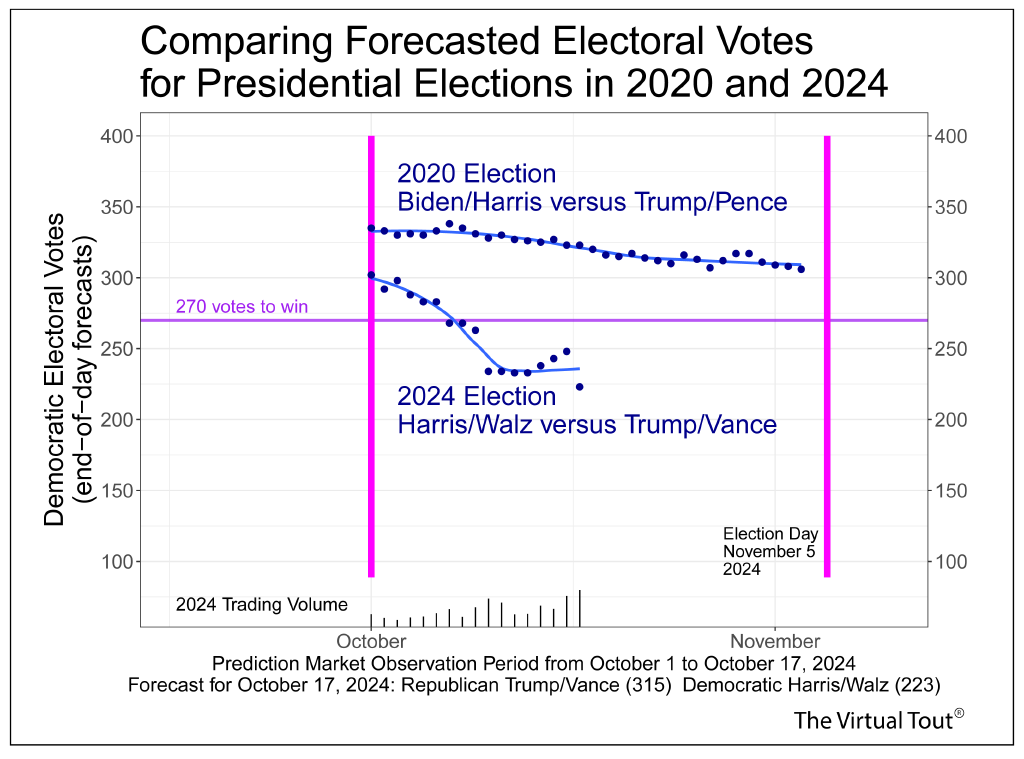 Comparing Forecasted Electoral Votes
for Presidential Elections in 2020 and 2024
Democratic Electoral Votes
(end−of−day forecasts)
400
350
300
250
200
150
100
400
350
300
250
200
150
100
2020 Election
Biden/Harris versus Trump/Pence
270 votes to win
2024 Election
Harris/Walz versus Trump/Vance
Election Day
November 5
2024
2024 Trading Volume
October
November
Prediction Market Observation Period from October 1 to October 17, 2024
Forecast for October 17, 2024: Republican Trump/Vance (315)  Democratic Harris/Walz (223)
The Virtual Tout®